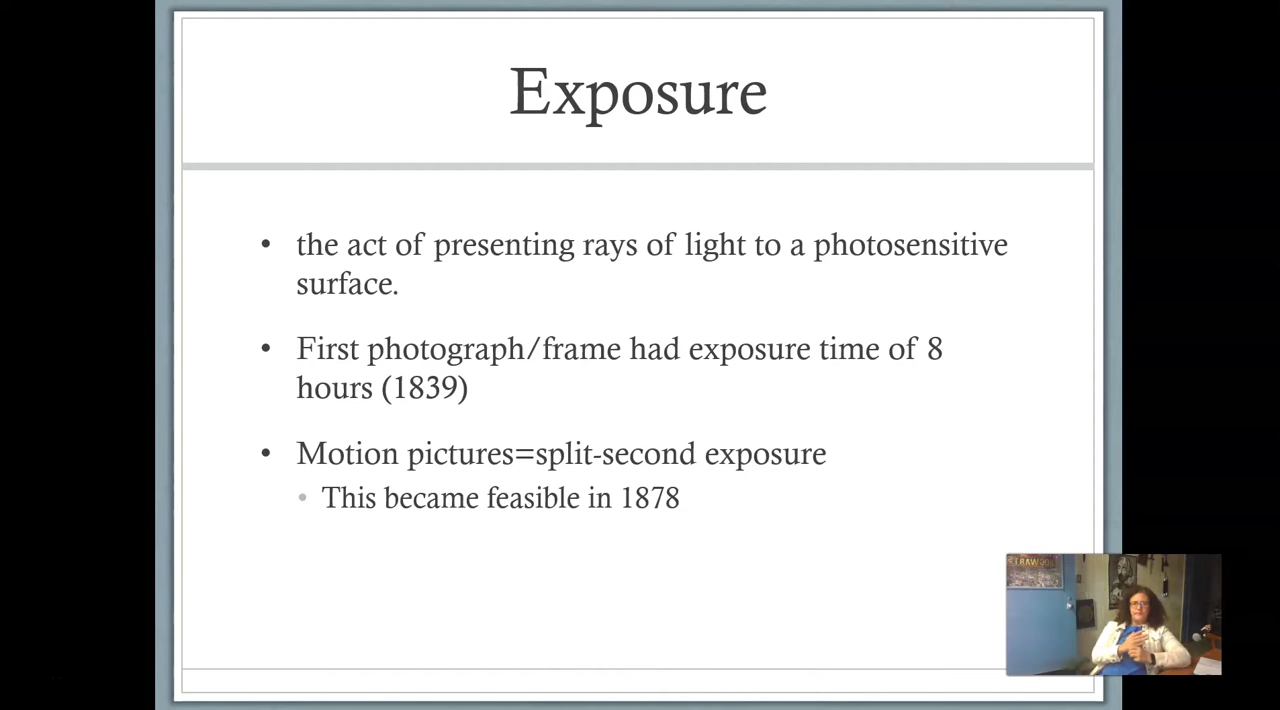 Exposure
• the act of presenting rays of light to a photosensitive
surface.
• First photograph/frame had exposure time of 8
hours (1839)
• Motion pictures=split-second exposure
• This became feasible in 1878